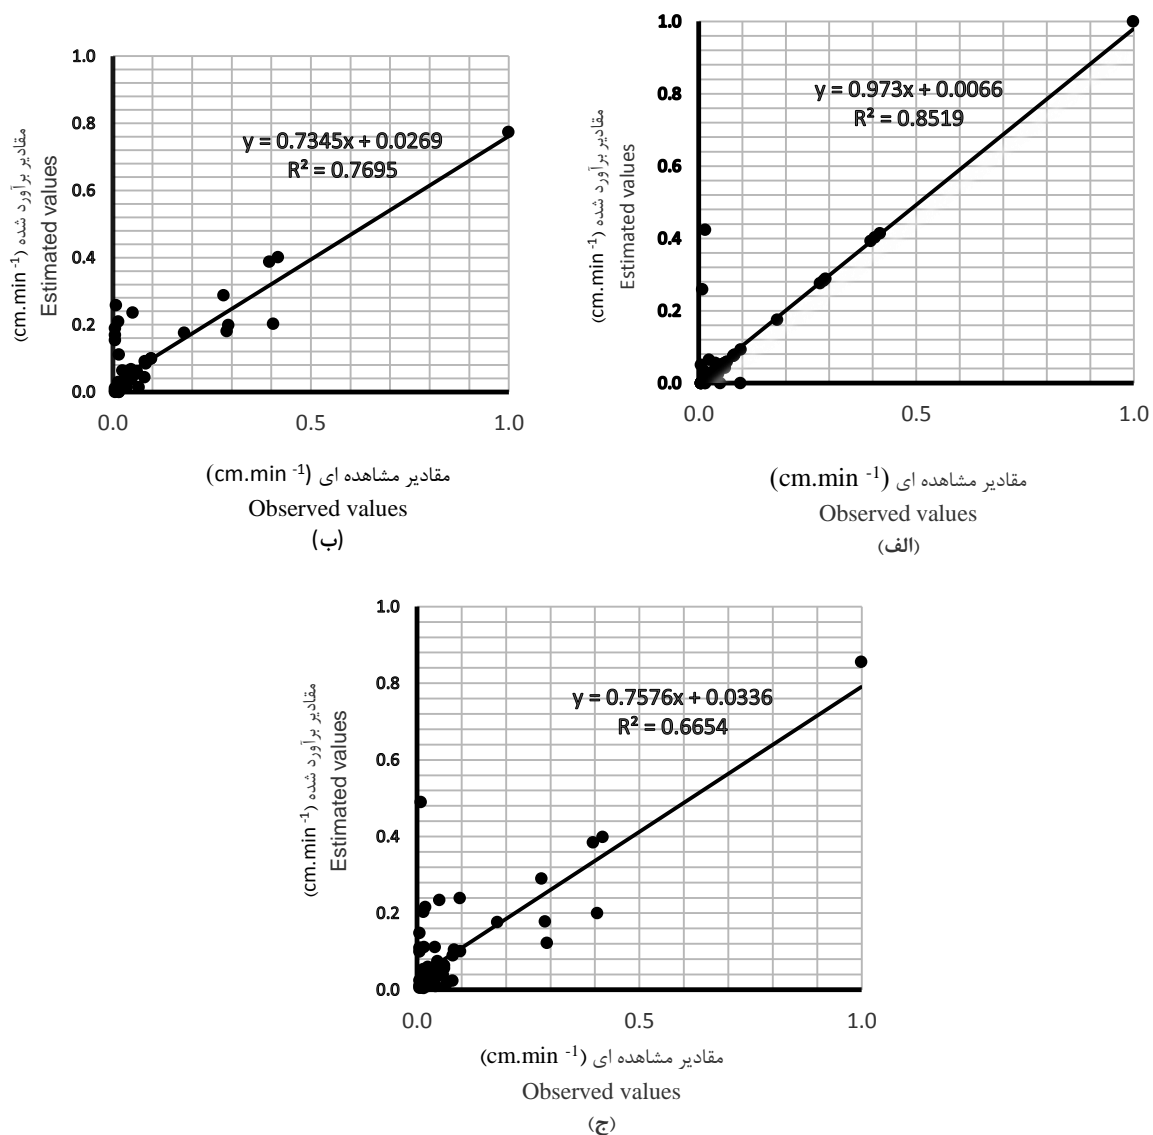 1.0
0.8
0.6
0.4
0.2
0.0
0.0 0.5 1.0
y = 0.973x + 0.0066
R² = 0.8519
مقادیر برآورد شده (cm.min -1)
Estimated values
مقادیر مشاهده ای (cm.min -1)
Observed values
(الف)
1.0
0.8
0.6
0.4
0.2
0.0
0.0 0.5 1.0
y = 0.7345x + 0.0269
R² = 0.7695
مقادیر برآورد شده (cm.min -1)
Estimated values
مقادیر مشاهده ای (cm.min -1)
Observed values
(ب)
1.0
0.8
0.6
0.4
0.2
0.0
0.0 0.5 1.0
y = 0.7576x + 0.0336
R² = 0.6654
مقادیر برآورد شده (cm.min -1)
Estimated values
مقادیر مشاهده ای (cm.min -1)
Observed values
(ج)